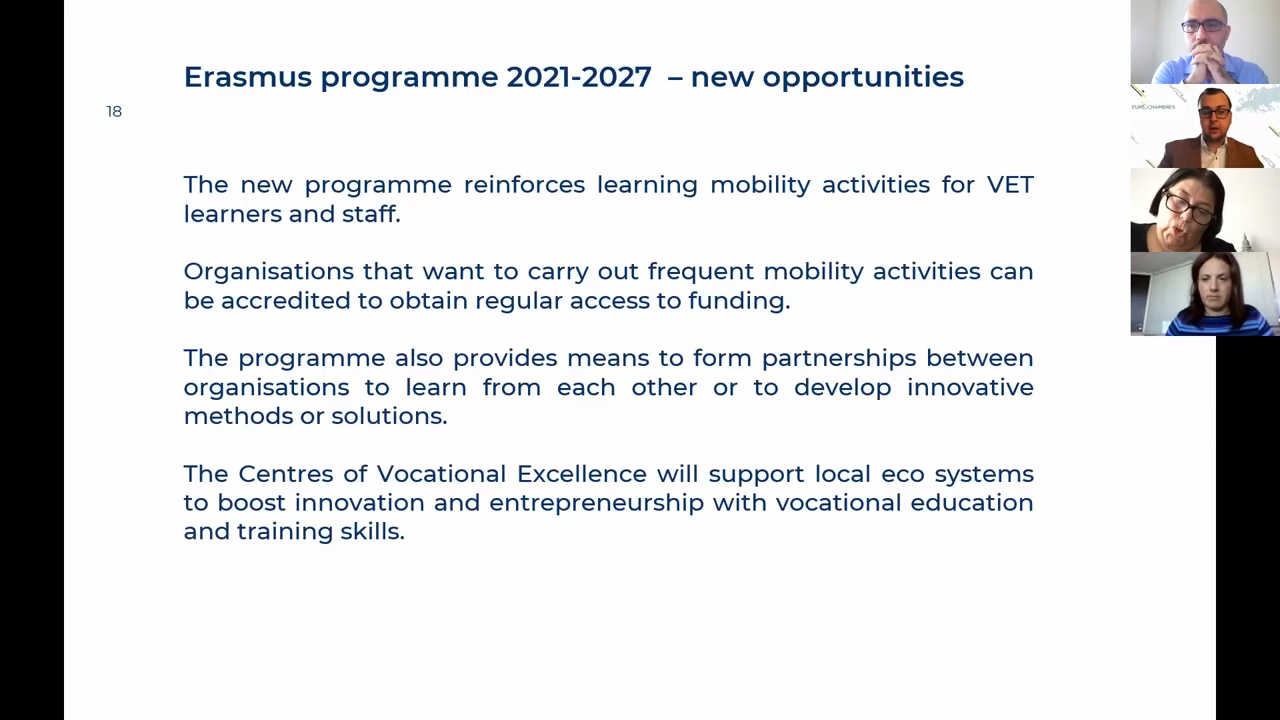 Erasmus programme 2021-2027 – new opportunities
18
The new programme reinforces learning mobility activities for VET
learners and staff.
Organisations that want to carry out frequent mobility activities can
be accredited to obtain regular access to funding.
The programme also provides means to form partnerships between
organisations to learn from each other or to develop innovative
methods or solutions.
The Centres of Vocational Excellence will support local eco systems
to boost innovation and entrepreneurship with vocational education
and training skills.
EUROCHAMBRES